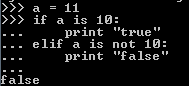 >>> a = 11
>>> if a is 10:
...     print "true"
... elif a is not 10:
...     print "false"
...
false